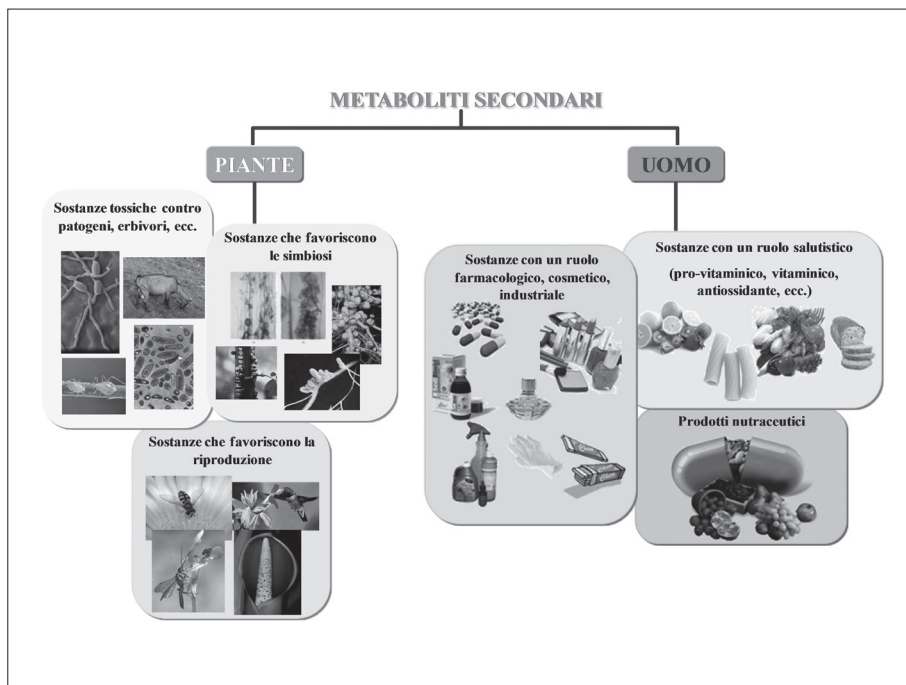 METABOLITI SECONDARI
PIANTE
UOMO
Sostanze tossiche contro
patogeni, erbivori, ecc.
Sostanze che favoriscono
le simbiosi
Sostanze che favoriscono la
riproduzione
Sostanze con un ruolo
farmacologico, cosmetico,
industriale
Sostanze con un ruolo salutistico
(pro-vitaminico, vitaminico,
antiossidante, ecc.)
Prodotti nutraceutici